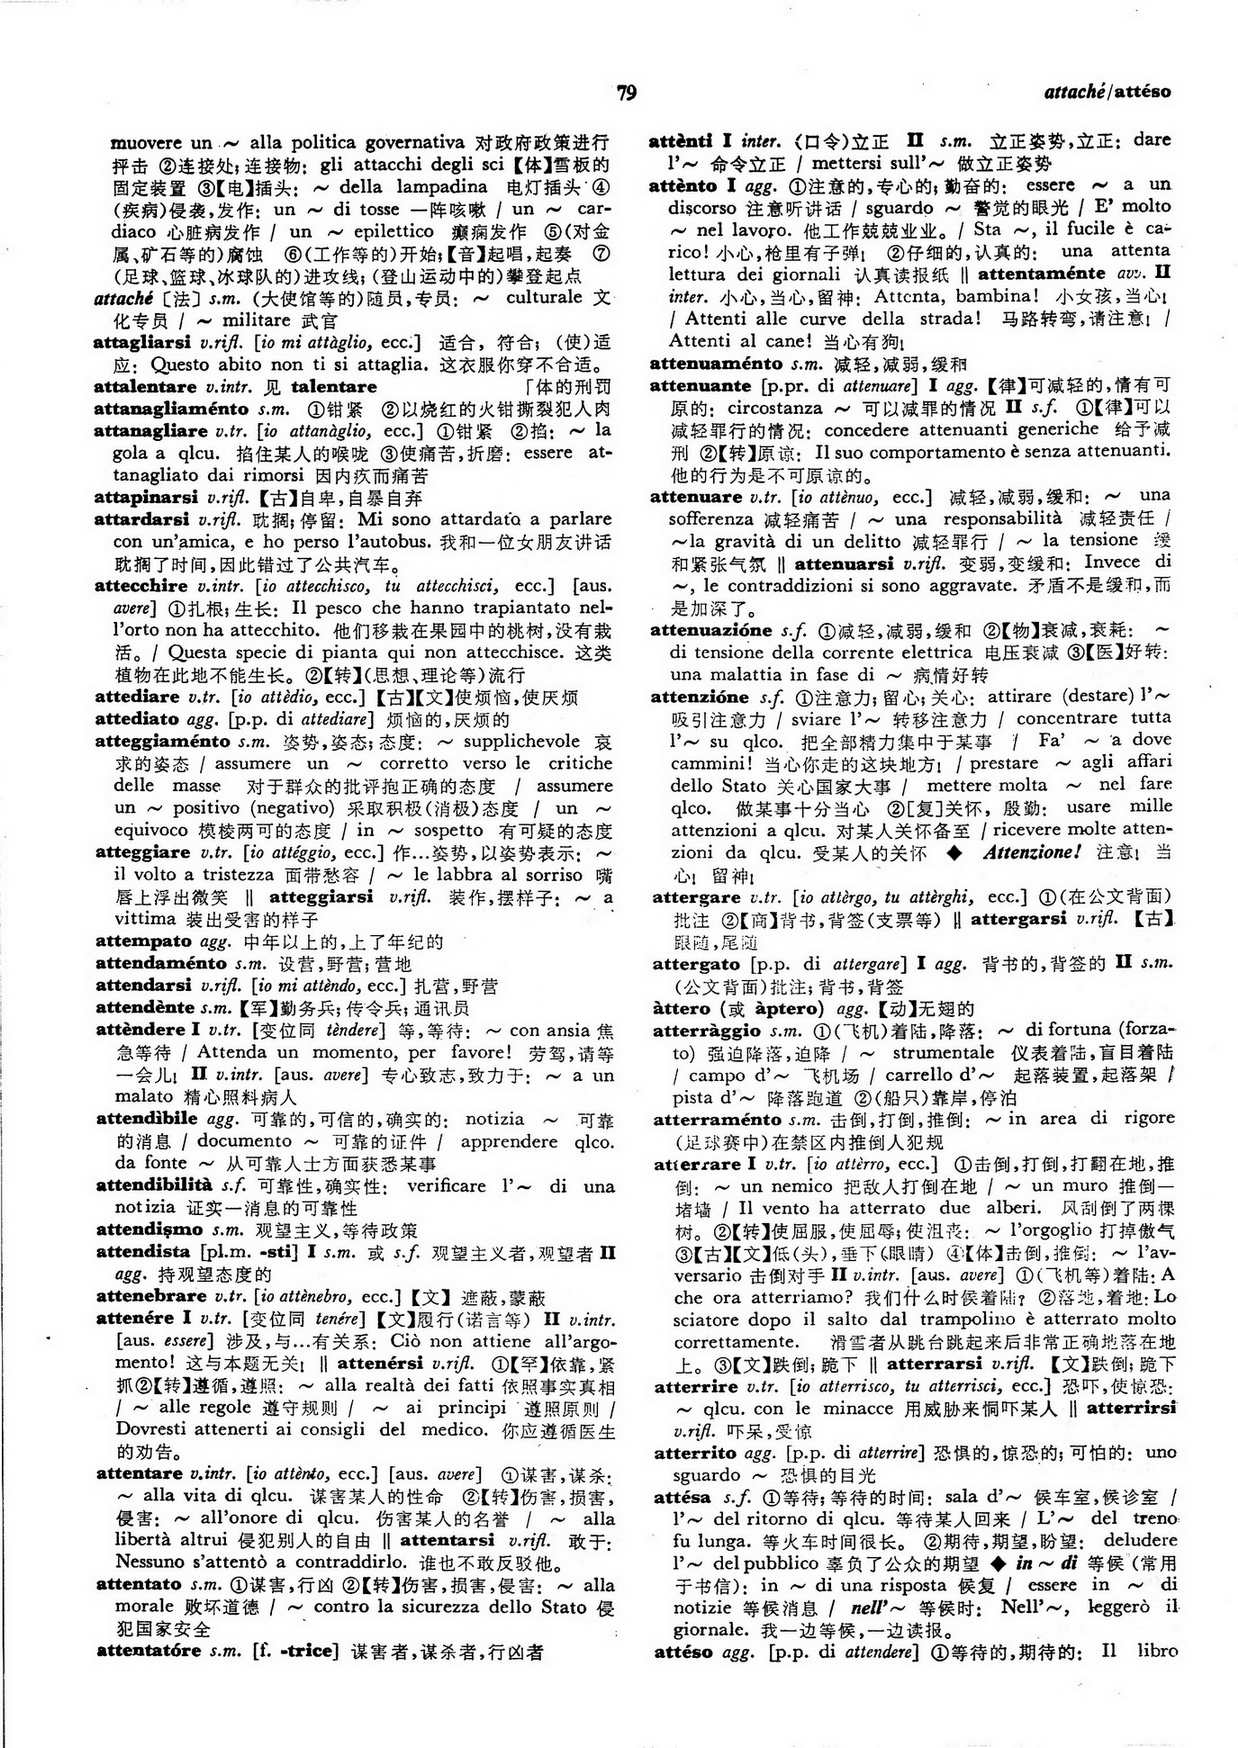 79
attaché/attéso
muovere un ~ alla politica governativa 对政府政策进行
抨击 ②连接处;连接物: gli attacchi degli sci【体】雪板的
固定装置 ③【电】插头: ~ della lampadina 电灯插头 ④
(疾病)侵袭,发作: un ~ di tosse 一阵咳嗽 / un ~ car-
diaco 心脏病发作 / un ~ epilettico 癫痫发作 ⑤(对金
属、矿石等的)腐蚀 ⑥(工作等的)开始;【音】起唱,起奏 ⑦
(足球、篮球、冰球队的)进攻线;(登山运动中的)攀登起点
attaché [法] s.m. (大使馆等的)随员,专员: ~ culturale 文
化专员 / ~ militare 武官
attagliarsi v.rifl. [io mi attàglio, ecc.] 适合,符合; (使)适
应: Questo abito non ti si attaglia. 这衣服你穿不合适。
attalentare v.intr. 见 talentare 「体的刑罚
attanagliaménto s.m. ①钳紧 ②以烧红的火钳撕裂犯人肉
attanagliare v.tr. [io attanàglio, ecc.] ①钳紧 ②掐: ~ la
gola a qlcu. 掐住某人的喉咙 ③使痛苦,折磨: essere at-
tanagliato dai rimorsi 因内疚而痛苦
attapinarsi v.rifl.【古】自卑,自暴自弃
attardarsi v.rifl. 耽搁;停留: Mi sono attardato a parlare
con un'amica, e ho perso l'autobus. 我和一位女朋友讲话
耽搁了时间,因此错过了公共汽车。
attecchire v.intr. [io attecchisco, tu attecchisci, ecc.] [aus.
avere] ①扎根;生长: Il pesco che hanno trapiantato nel-
l'orto non ha attecchito. 他们移栽在果园中的桃树,没有栽
活。/ Questa specie di pianta qui non attecchisce. 这类
植物在此地不能生长。②【转】(思想、理论等)流行
attediare v.tr. [io attèdio, ecc.]【古】【文】使烦恼,使厌烦
attediato agg. [p.p. di attediare] 烦恼的,厌烦的
atteggiaménto s.m. 姿势,姿态;态度: ~ supplichevole 哀
求的姿态 / assumere un ~ corretto verso le critiche
delle masse 对于群众的批评抱正确的态度 / assumere
un ~ positivo (negativo) 采取积极(消极)态度 / un ~
equivoco 模棱两可的态度 / in ~ sospetto 有可疑的态度
atteggiare v.tr. [io attéggio, ecc.] 作…姿势,以姿势表示: ~
il volto a tristezza 面带愁容 / ~ le labbra al sorriso 嘴
唇上浮出微笑 ‖ atteggiarsi v.rifl. 装作,摆样子: ~ a
vittima 装出受害的样子
attempato agg. 中年以上的,上了年纪的
attendaménto s.m. 设营,野营;营地
attendarsi v.rifl. [io mi attèndo, ecc.] 扎营,野营
attendènte s.m.【军】勤务兵;传令兵;通讯员
attèndere I v.tr. [变位同 tèndere] 等,等待: ~ con ansia 焦
急等待 / Attenda un momento, per favore! 劳驾,请等
一会儿! II v.intr. [aus. avere] 专心致志,致力于: ~ a un
malato 精心照料病人
attendìbile agg. 可靠的,可信的,确实的: notizia ~ 可靠
的消息 / documento ~ 可靠的证件 / apprendere qlco.
da fonte ~ 从可靠人士方面获悉某事
attendibilità s.f. 可靠性,确实性: verificare l'~ di una
notizia 证实一消息的可靠性
attendismo s.m. 观望主义,等待政策
attendista [pl.m. -sti] I s.m. 或 s.f. 观望主义者,观望者 II
agg. 持观望态度的
attenebrare v.tr. [io attènebro, ecc.]【文】遮蔽,蒙蔽
attenére I v.tr. [变位同 tenére]【文】履行(诺言等) II v.intr.
[aus. essere] 涉及,与…有关系: Ciò non attiene all'argo-
mento! 这与本题无关! ‖ attenérsi v.rifl. ①【罕】依靠,紧
抓②【转】遵循,遵照: ~ alla realtà dei fatti 依照事实真相
/ ~ alle regole 遵守规则 / ~ ai principi 遵照原则 /
Dovresti attenerti ai consigli del medico. 你应遵循医生
的劝告。
attentare v.intr. [io attènto, ecc.] [aus. avere] ①谋害,谋杀:
~ alla vita di qlcu. 谋害某人的性命 ②【转】伤害,损害,
侵害: ~ all'onore di qlcu. 伤害某人的名誉 / ~ alla
libertà altrui 侵犯别人的自由 ‖ attentarsi v.rifl. 敢于:
Nessuno s'attentò a contraddirlo. 谁也不敢反驳他。
attentato s.m. ①谋害,行凶 ②【转】伤害,损害,侵害: ~ alla
morale 败坏道德 / ~ contro la sicurezza dello Stato 侵
犯国家安全
attentatóre s.m. [f. -trice] 谋害者,谋杀者,行凶者
attènti I inter. (口令)立正 II s.m. 立正姿势,立正: dare
l'~ 命令立正 / mettersi sull'~ 做立正姿势
attènto I agg. ①注意的,专心的;勤奋的: essere ~ a un
discorso 注意听讲话 / sguardo ~ 警觉的眼光 / E' molto
~ nel lavoro. 他工作兢兢业业。/ Sta ~, il fucile è ca-
rico! 小心,枪里有子弹! ②仔细的,认真的: una attenta
lettura dei giornali 认真读报纸 ‖ attentaménte avv. II
inter. 小心,当心,留神: Attenta, bambina! 小女孩,当心!
/ Attenti alle curve della strada! 马路转弯,请注意! /
Attenti al cane! 当心有狗!
attenuaménto s.m. 减轻,减弱,缓和
attenuante [p.pr. di attenuare] I agg.【律】可减轻的,情有可
原的: circostanza ~ 可以减罪的情况 II s.f. ①【律】可以
减轻罪行的情况: concedere attenuanti generiche 给予减
刑 ②【转】原谅: Il suo comportamento è senza attenuanti.
他的行为是不可原谅的。
attenuare v.tr. [io attènuo, ecc.] 减轻,减弱,缓和: ~ una
sofferenza 减轻痛苦 / ~ una responsabilità 减轻责任 /
~la gravità di un delitto 减轻罪行 / ~ la tensione 缓
和紧张气氛 ‖ attenuarsi v.rifl. 变弱,变缓和: Invece di
~, le contraddizioni si sono aggravate. 矛盾不是缓和,而
是加深了。
attenuazióne s.f. ①减轻,减弱,缓和 ②【物】衰减,衰耗: ~
di tensione della corrente elettrica 电压衰减 ③【医】好转:
una malattia in fase di ~ 病情好转
attenzióne s.f. ①注意力;留心;关心: attirare (destare) l'~
吸引注意力 / sviare l'~ 转移注意力 / concentrare tutta
l'~ su qlco. 把全部精力集中于某事 / Fa' ~ a dove
cammini! 当心你走的这块地方! / prestare ~ agli affari
dello Stato 关心国家大事 / mettere molta ~ nel fare
qlco. 做某事十分当心 ②[复]关怀,殷勤: usare mille
attenzioni a qlcu. 对某人关怀备至 / ricevere molte atten-
zioni da qlcu. 受某人的关怀 ◆ Attenzione! 注意! 当
心! 留神!
attergare v.tr. [io attèrgo, tu attèrghi, ecc.] ①(在公文背面)
批注 ②【商】背书,背签(支票等) ‖ attergarsi v.rifl.【古】
跟随,尾随
attergato [p.p. di attergare] I agg. 背书的,背签的 II s.m.
(公文背面)批注;背书,背签
àttero (或 àptero) agg.【动】无翅的
atterràggio s.m. ①(飞机)着陆,降落: ~ di fortuna (forza-
to) 强迫降落,迫降 / ~ strumentale 仪表着陆,盲目着陆
/ campo d'~ 飞机场 / carrello d'~ 起落装置,起落架 /
pista d'~ 降落跑道 ②(船只)靠岸,停泊
atterraménto s.m. 击倒,打倒,推倒: ~ in area di rigore
(足球赛中)在禁区内推倒人犯规
atterrare I v.tr. [io attèrro, ecc.] ①击倒,打倒,打翻在地,推
倒: ~ un nemico 把敌人打倒在地 / ~ un muro 推倒一
堵墙 / Il vento ha atterrato due alberi. 风刮倒了两棵
树。②【转】使屈服,使屈辱;使沮丧: ~ l'orgoglio 打掉傲气
③【古】【文】低(头),垂下(眼睛) ④【体】击倒,推倒: ~ l'av-
versario 击倒对手 II v.intr. [aus. avere] ①(飞机等)着陆: A
che ora atterriamo? 我们什么时候着陆? ②落地,着地: Lo
sciatore dopo il salto dal trampolino è atterrato molto
correttamente. 滑雪者从跳台跳起来后非常正确地落在地
上。③【文】跌倒;跪下 ‖ atterrarsi v.rifl.【文】跌倒;跪下
atterrire v.tr. [io atterrisco, tu atterrisci, ecc.] 恐吓,使惊恐:
~ qlcu. con le minacce 用威胁来恫吓某人 ‖ atterrirsi
v.rifl. 吓呆,受惊
atterrito agg. [p.p. di atterrire] 恐惧的,惊恐的;可怕的: uno
sguardo ~ 恐惧的目光
attésa s.f. ①等待;等待的时间: sala d'~ 候车室,候诊室 /
l'~ del ritorno di qlcu. 等待某人回来 / L'~ del treno
fu lunga. 等火车时间很长。②期待,期望,盼望: deludere
l'~ del pubblico 辜负了公众的期望 ◆ in ~ di 等候(常用
于书信): in ~ di una risposta 候复 / essere in ~ di
notizie 等候消息 / nell'~ 等候时: Nell'~, leggerò il
giornale. 我一边等候,一边读报。
attéso agg. [p.p. di attendere] ①等待的,期待的: Il libro